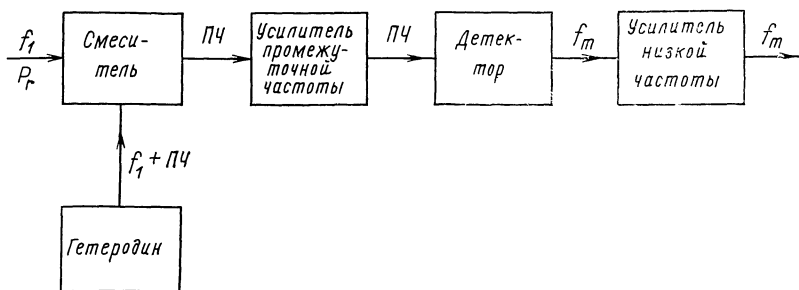 f₁
Pᵣ
Смеси-
тель
ПЧ
Усилитель
промежу-
точной
частоты
ПЧ
Детек-
тор
fₘ
Усилитель
низкой
частоты
fₘ
f₁ + ПЧ
Гетеродин